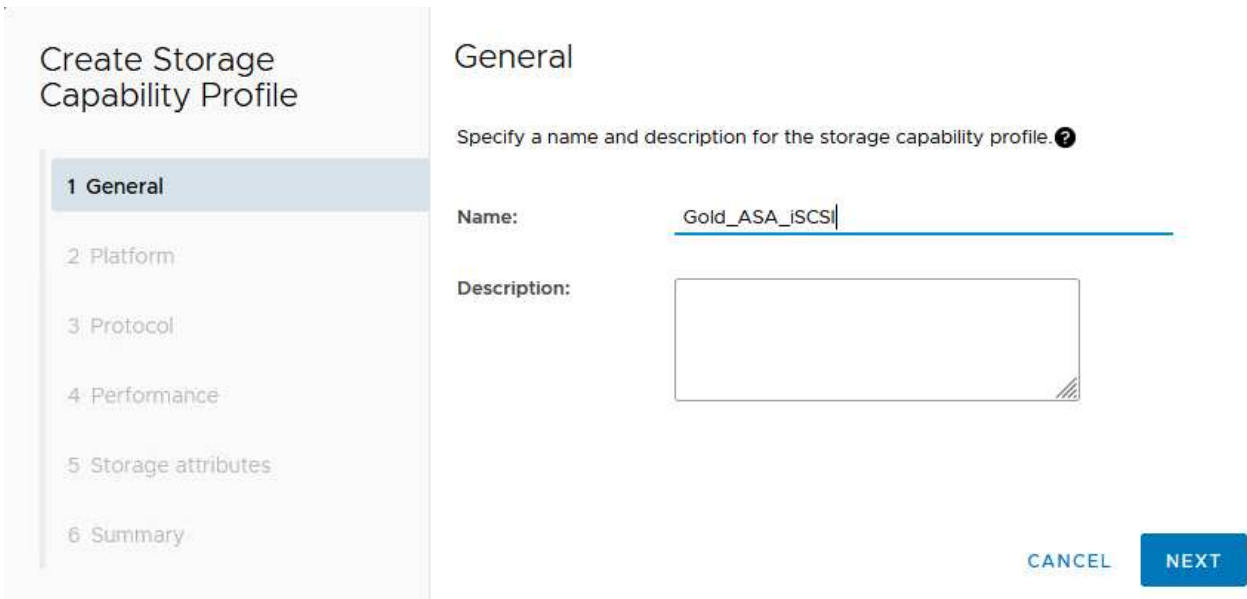 Create Storage
Capability Profile
1 General
2 Platform
3 Protocol
4 Performance
5 Storage attributes
6 Summary
General
Specify a name and description for the storage capability profile.?
Name:
Gold_ASA_iSCSI
Description:
CANCEL
NEXT